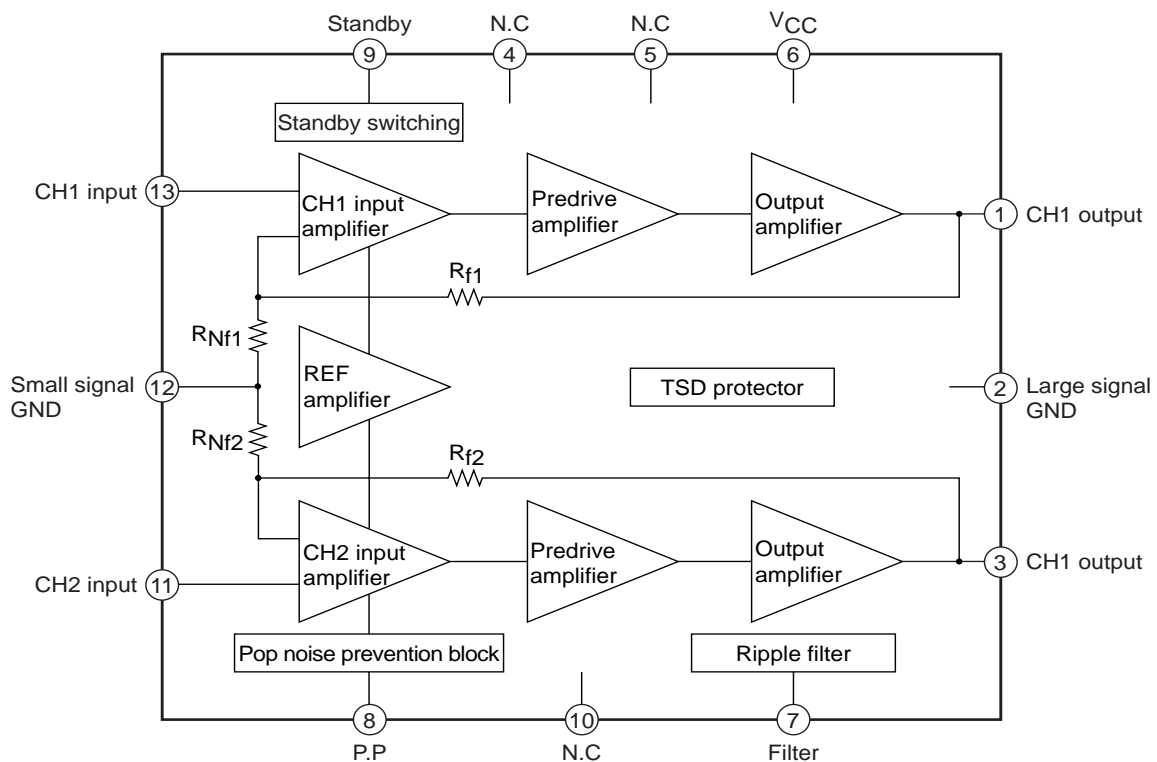 Standby
N.C
N.C
VCC
9
4
5
6
Standby switching
CH1 input
13
CH1 input
amplifier
Predrive
amplifier
Output
amplifier
1
CH1 output
Rf1
RNf1
Small signal
GND
12
REF
amplifier
TSD protector
2
Large signal
GND
RNf2
Rf2
CH2 input
11
CH2 input
amplifier
Predrive
amplifier
Output
amplifier
3
CH1 output
Pop noise prevention block
Ripple filter
8
10
7
P.P
N.C
Filter